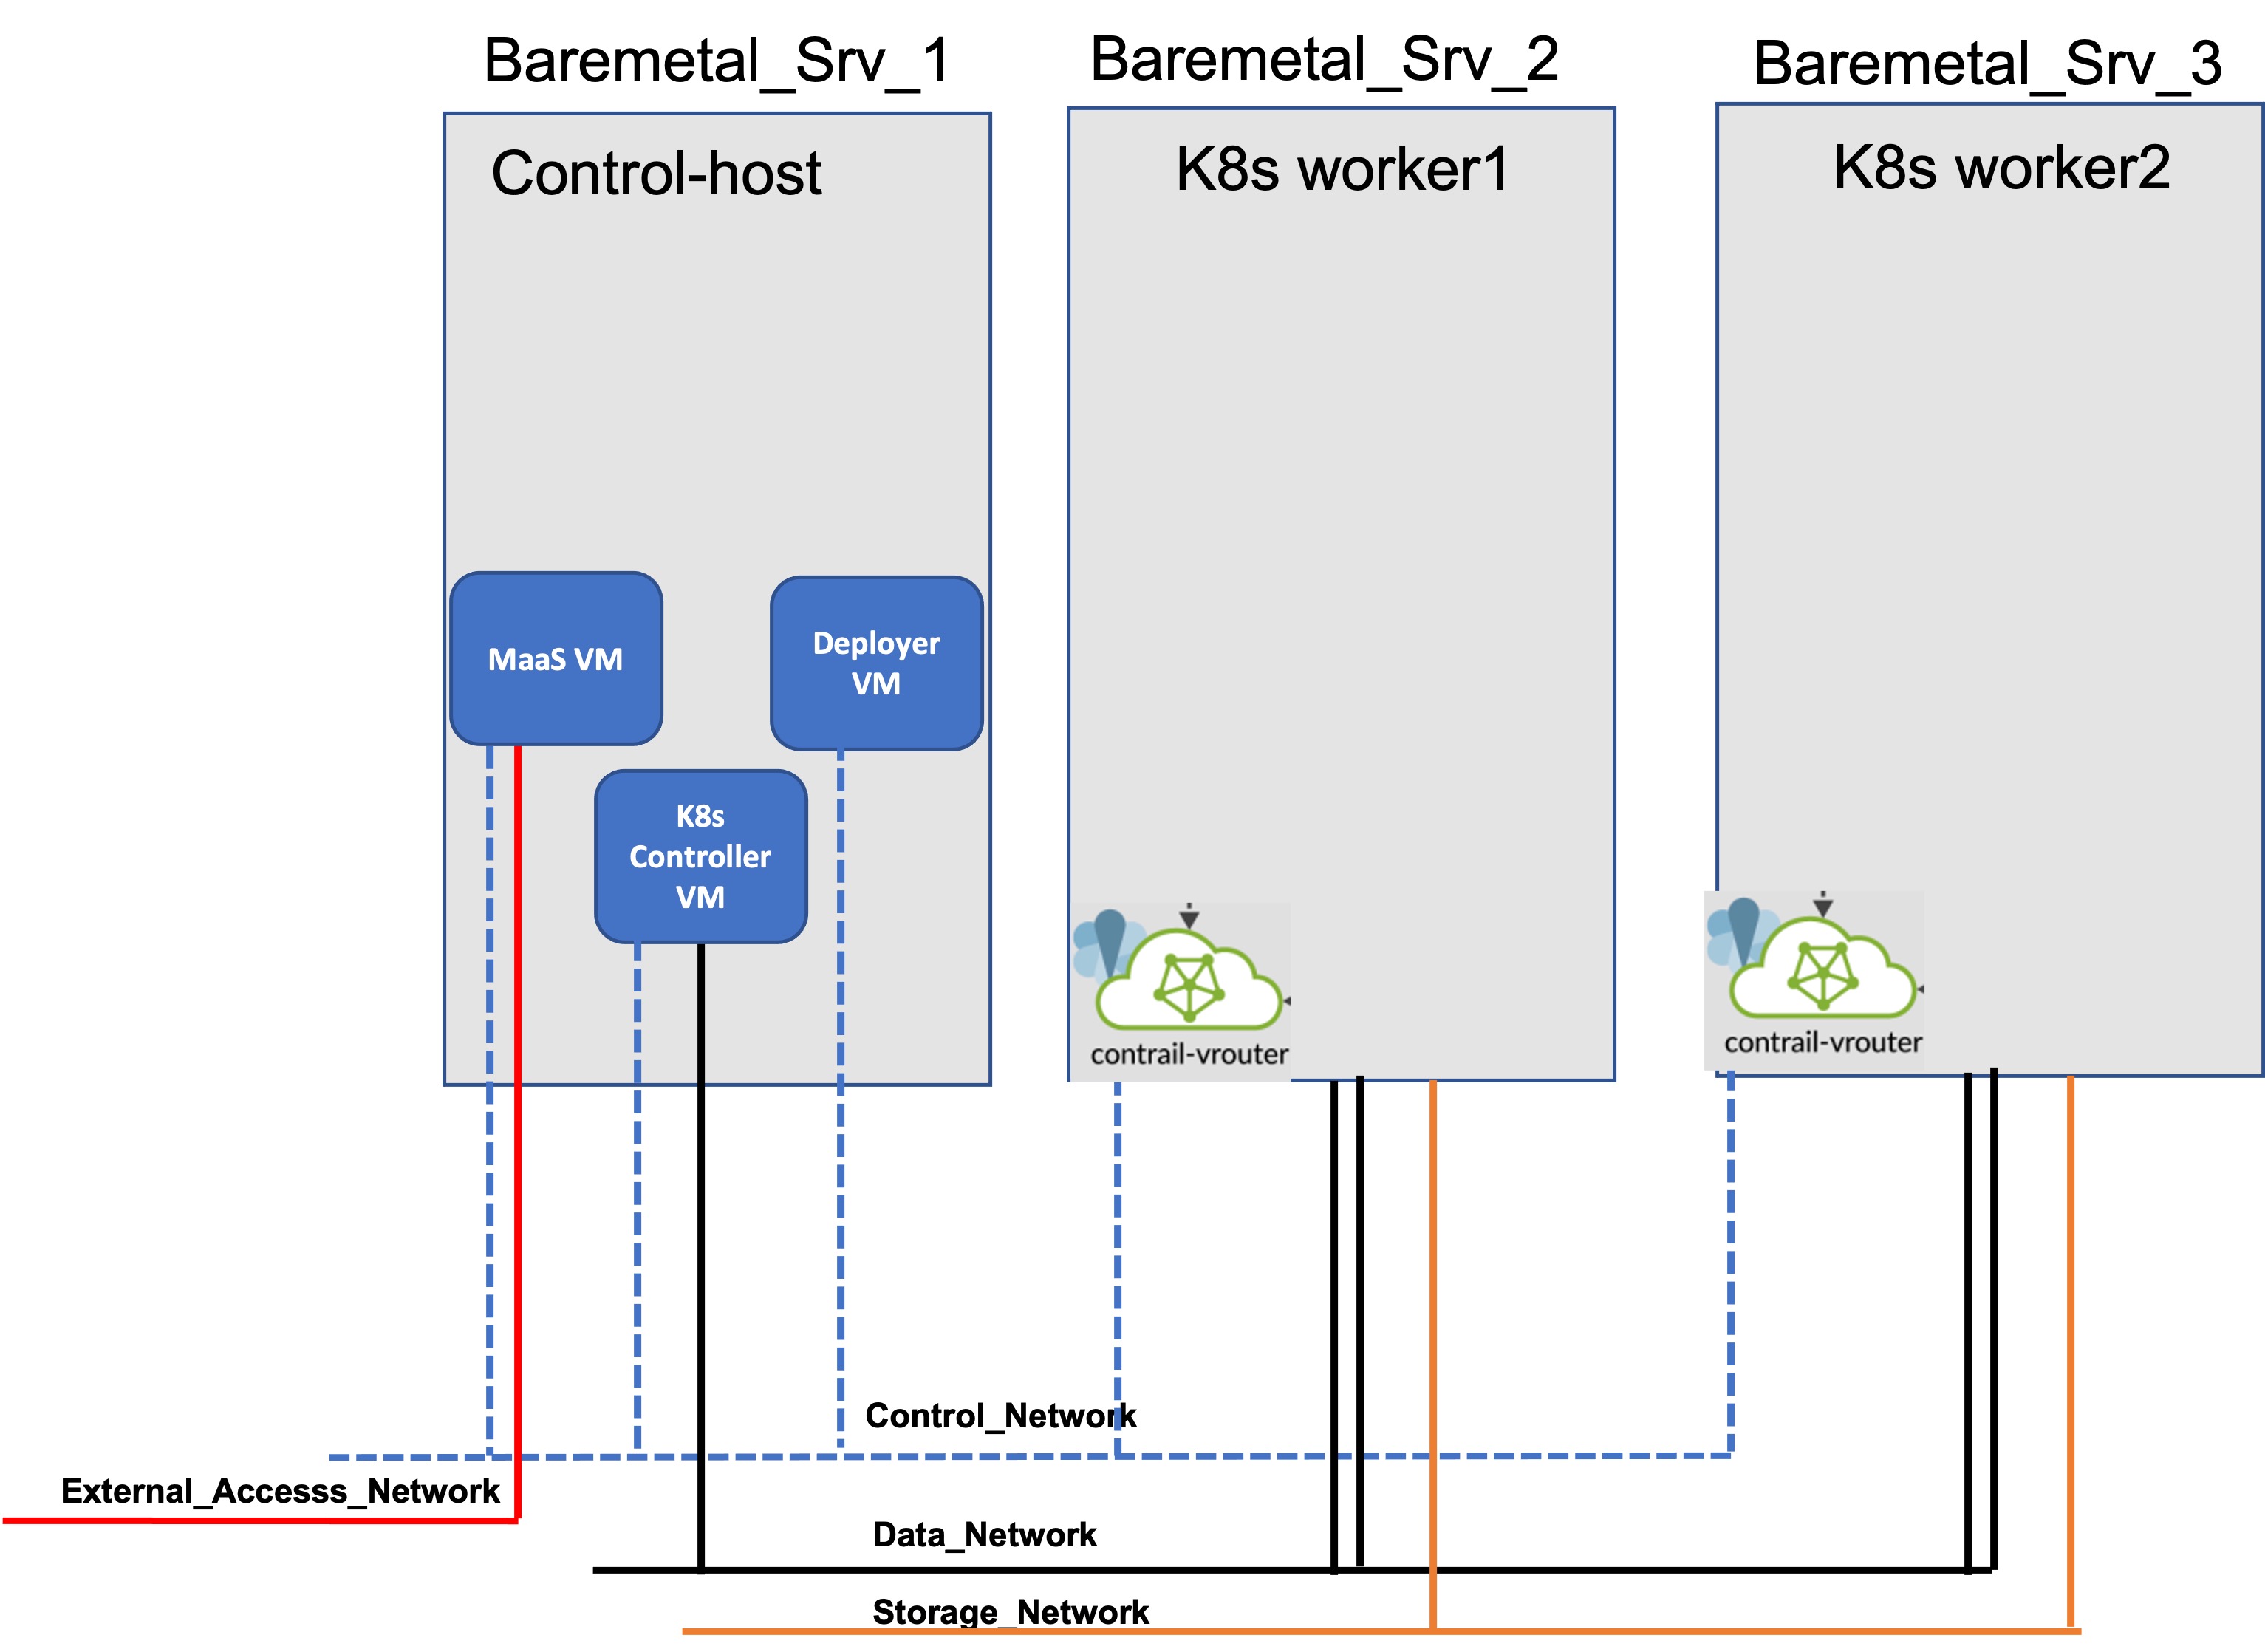 Baremetal_Srv_1
Baremetal_Srv_2
Baremetal_Srv_3
Control-host
K8s worker1
K8s worker2
MaaS VM
Deployer
VM
K8s
Controller
VM
contrail-vrouter
contrail-vrouter
Control_Network
External_Accesss_Network
Data_Network
Storage_Network